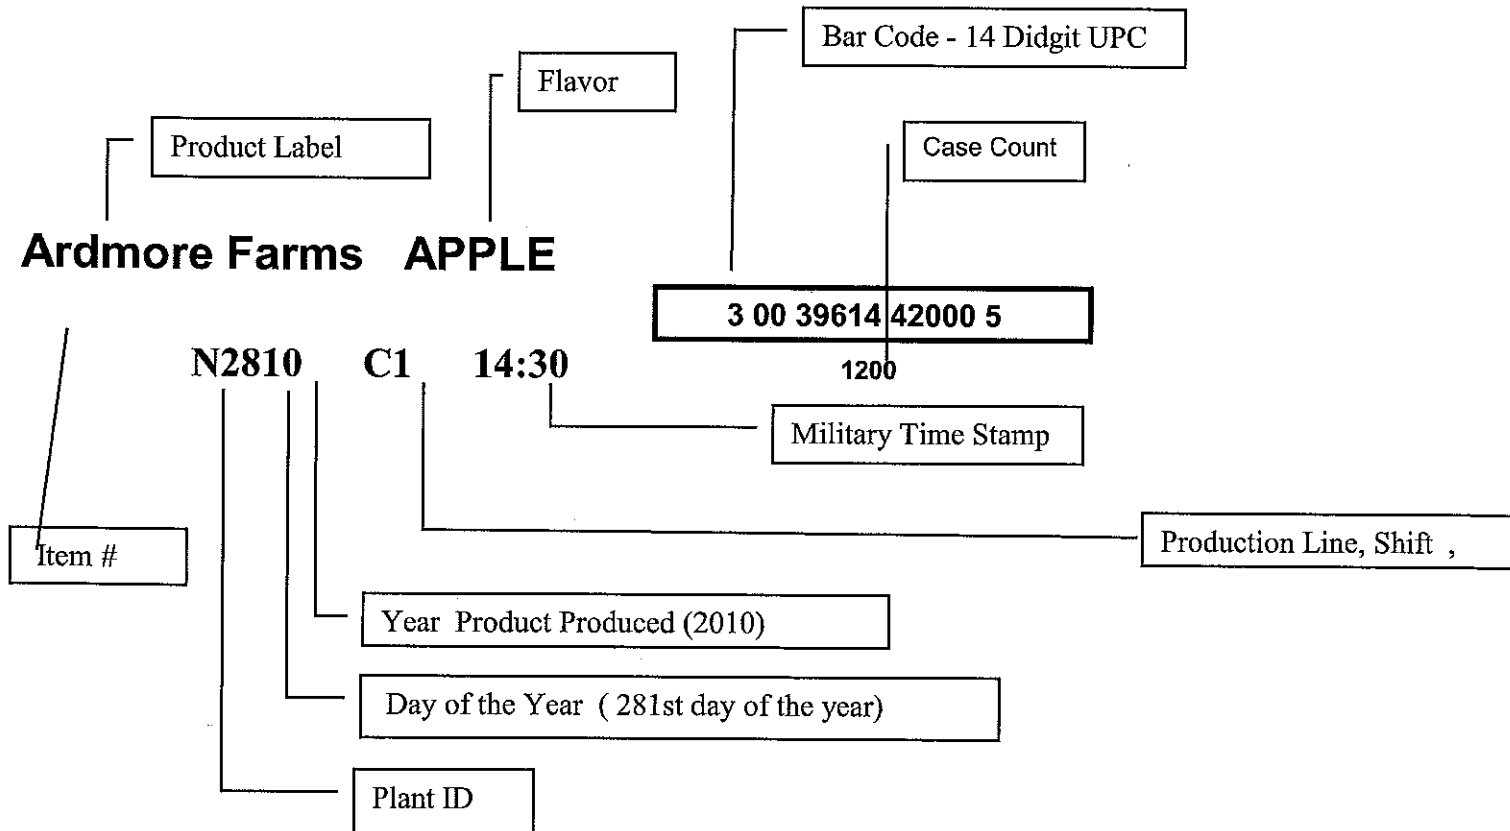 Bar Code - 14 Didgit UPC
Flavor
Product Label
Case Count
Ardmore Farms APPLE
3 00 39614 42000 5
N2810 C1 14:30
1200
Military Time Stamp
Item #
Production Line, Shift ,
Year Product Produced (2010)
Day of the Year ( 281st day of the year)
Plant ID